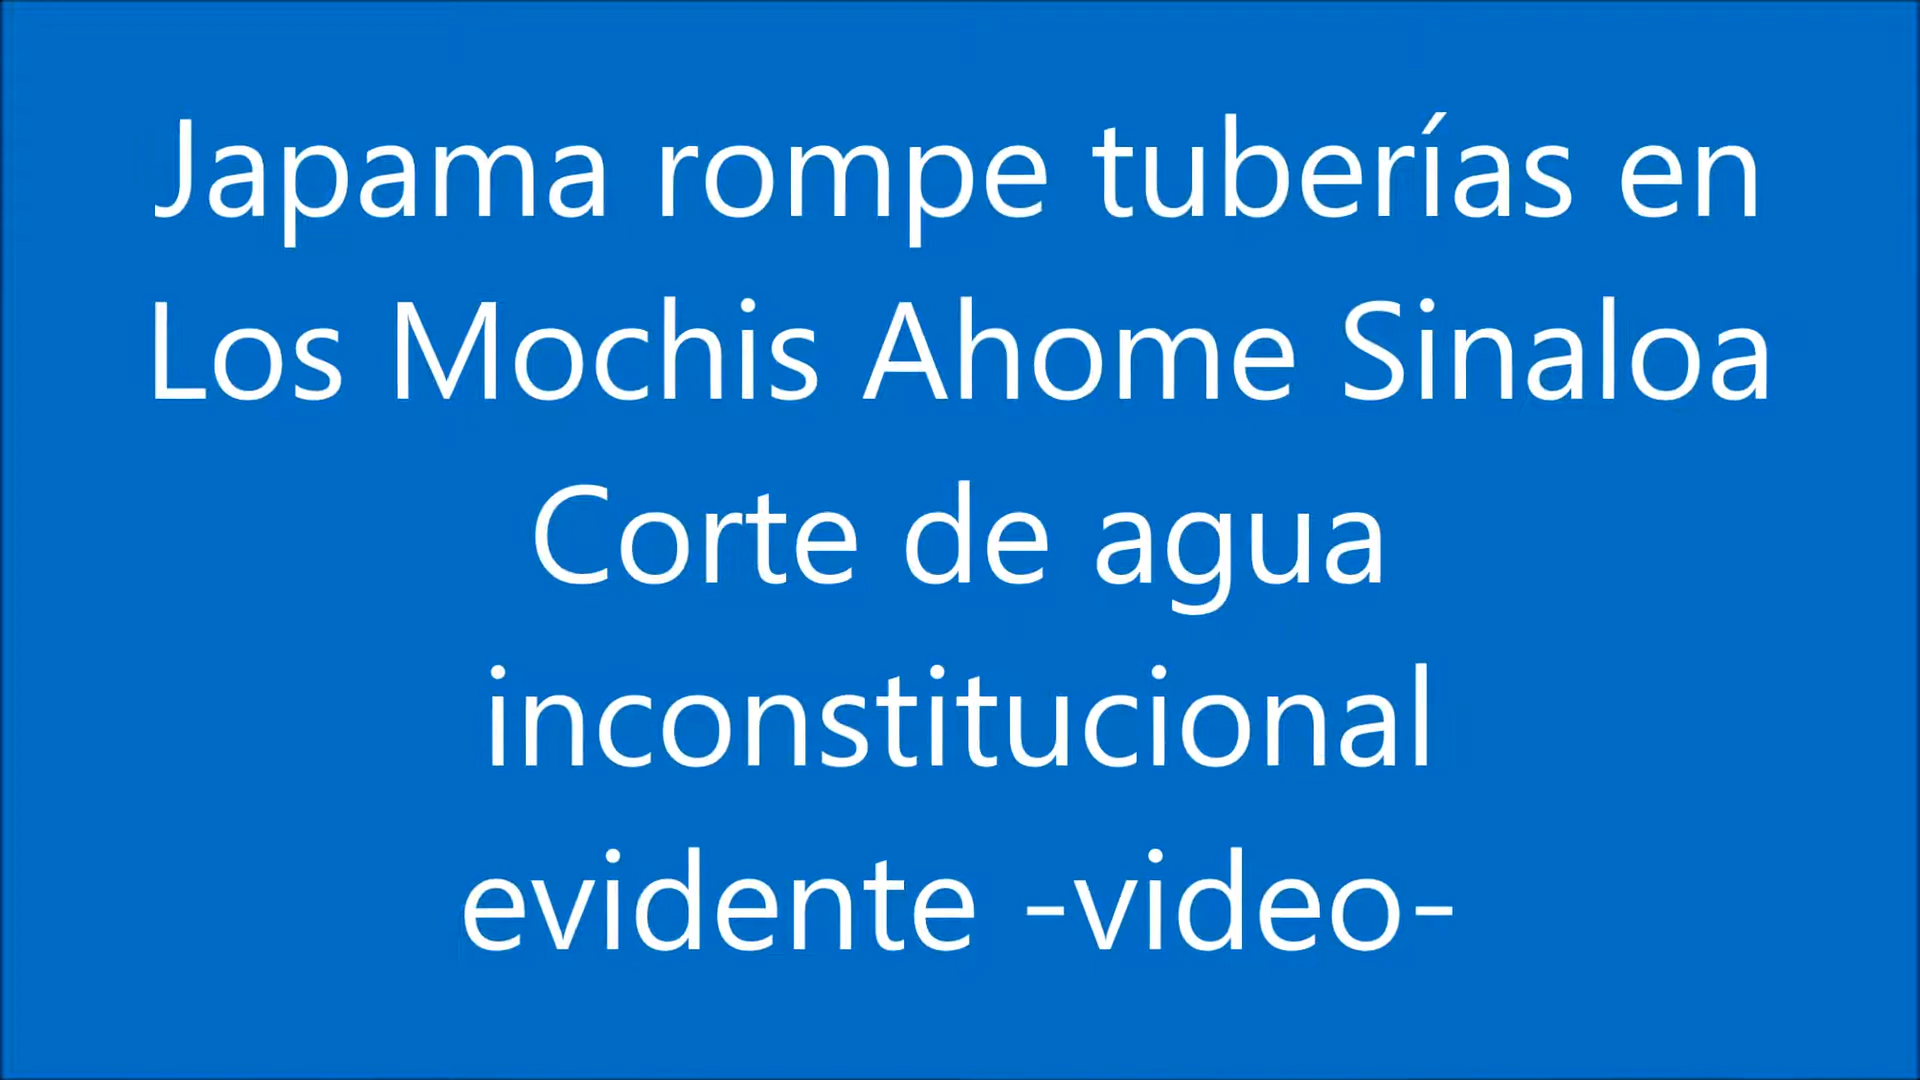 Japama rompe tuberías en
Los Mochis Ahome Sinaloa
Corte de agua
inconstitucional
evidente -video-